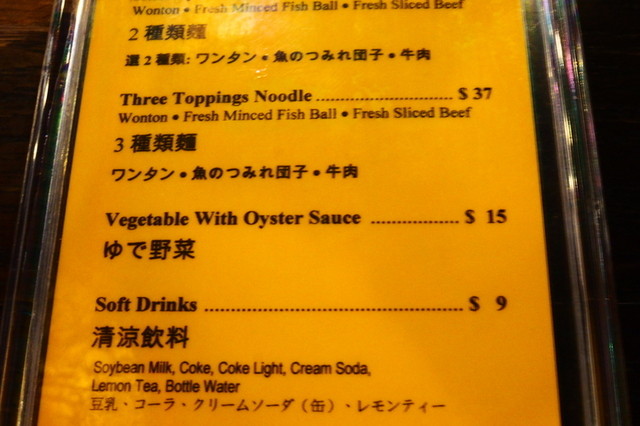 Wonton • Fresh Minced Fish Ball • Fresh Sliced Beef
2 種類麺
選 2 種類: ワンタン • 魚のつみれ団子 • 牛肉
Three Toppings Noodle ............................ $ 37
Wonton • Fresh Minced Fish Ball • Fresh Sliced Beef
3 種類麺
ワンタン • 魚のつみれ団子 • 牛肉
Vegetable With Oyster Sauce .................. $ 15
ゆで野菜
Soft Drinks ..................................................... $ 9
清涼飲料
Soybean Milk, Coke, Coke Light, Cream Soda,
Lemon Tea, Bottle Water
豆乳、コーラ、クリームソーダ（缶）、レモンティー